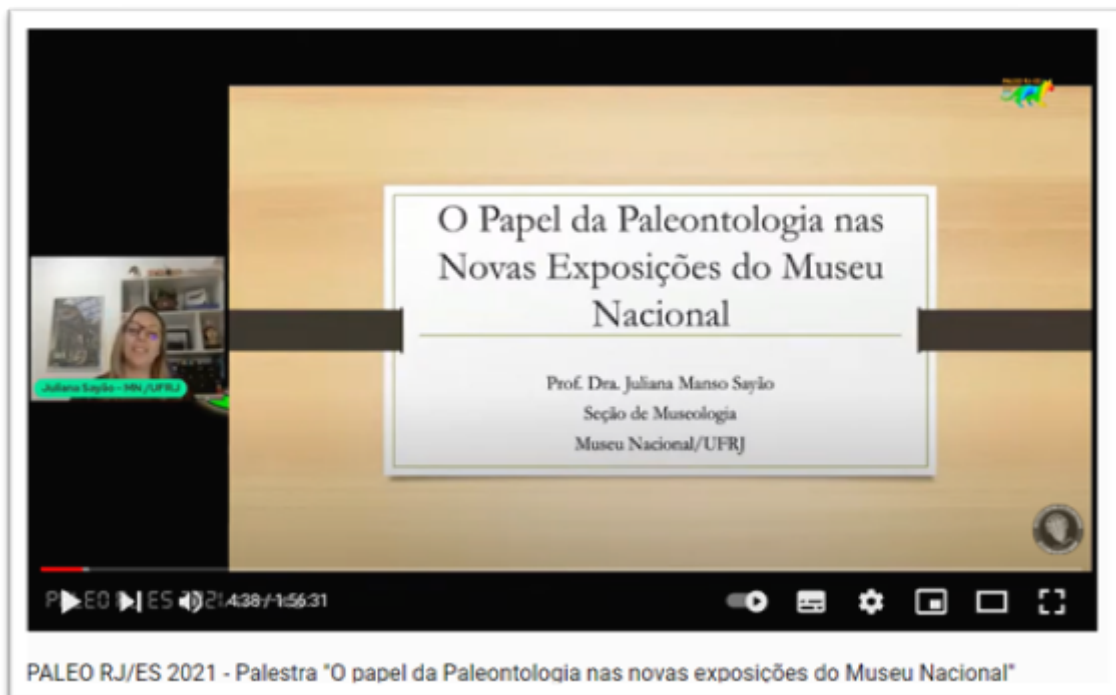 O Papel da Paleontologia nas
Novas Exposições do Museu
Nacional
Prof. Dra. Juliana Manso Sayão
Seção de Museologia
Museu Nacional/UFRJ
Juliana Sayão - MN /UFRJ
4:38 / 1:56:31
PALEO RJ/ES 2021 - Palestra "O papel da Paleontologia nas novas exposições do Museu Nacional"